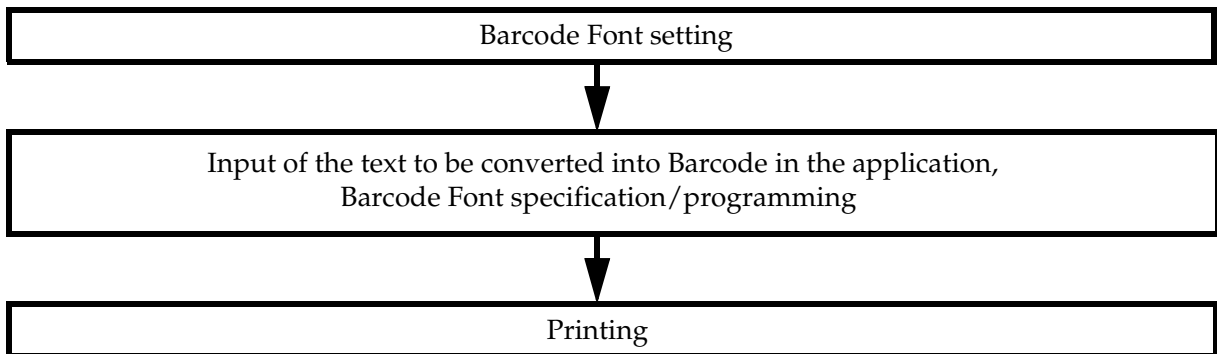 Barcode Font setting
Input of the text to be converted into Barcode in the application,
Barcode Font specification/programming
Printing